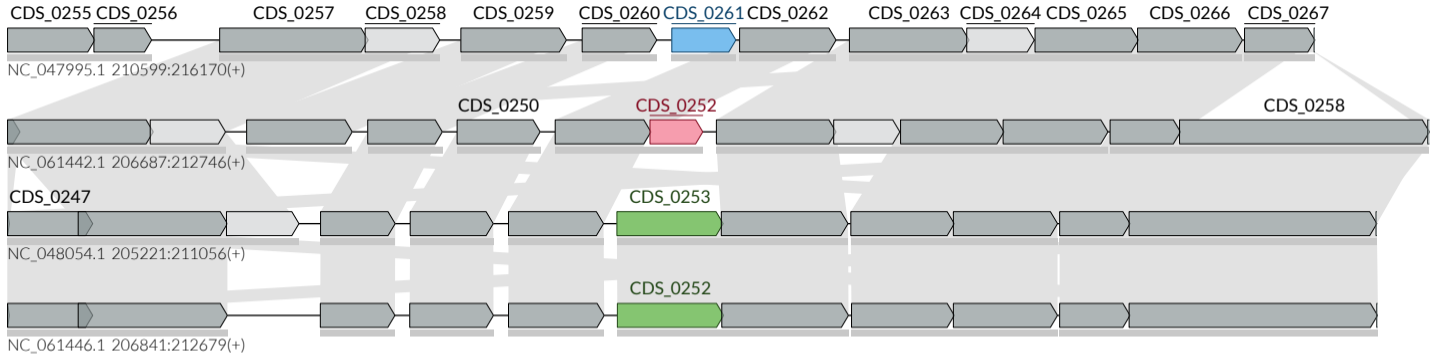 CDS_0255 CDS_0256 CDS_0257 CDS_0258 CDS_0259 CDS_0260 CDS_0261 CDS_0262 CDS_0263 CDS_0264 CDS_0265 CDS_0266 CDS_0267
NC_047995.1 210599:216170(+)
CDS_0250 CDS_0252 CDS_0258
NC_061442.1 206687:212746(+)
CDS_0247 CDS_0253
NC_048054.1 205221:211056(+)
CDS_0252
NC_061446.1 206841:212679(+)